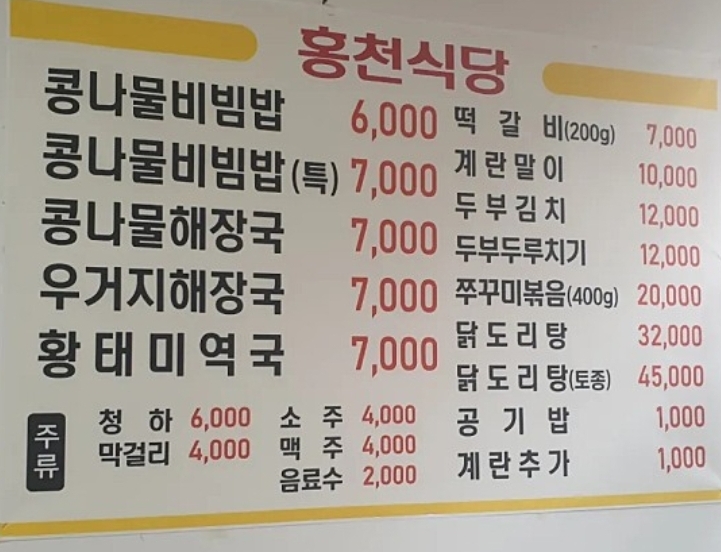 홍천식당
콩나물비빔밥 6,000
콩나물비빔밥(특) 7,000
콩나물해장국 7,000
우거지해장국 7,000
황태미역국 7,000
떡갈비(200g) 7,000
계란말이 10,000
두부김치 12,000
두부두루치기 12,000
쭈꾸미볶음(400g) 20,000
닭도리탕 32,000
닭도리탕(토종) 45,000
공기밥 1,000
계란추가 1,000
주류
청하 6,000 소주 4,000
막걸리 4,000 맥주 4,000
음료수 2,000